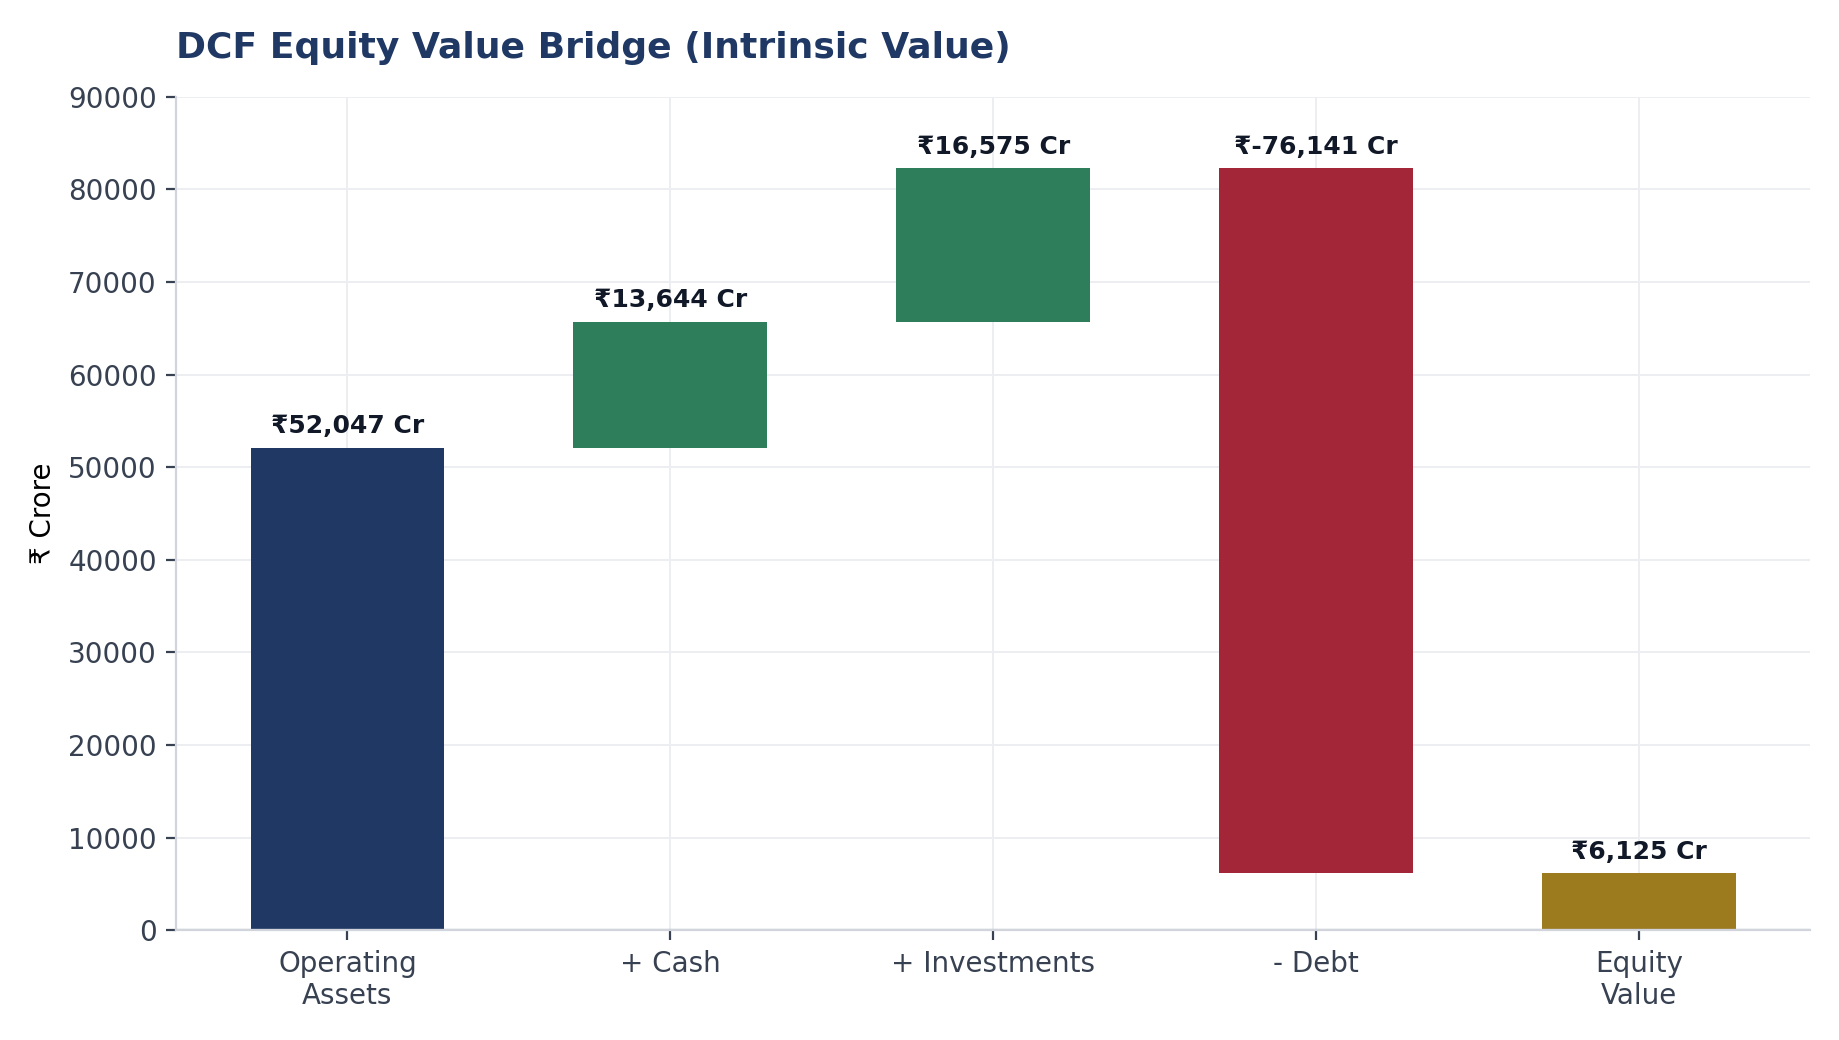 DCF Equity Value Bridge (Intrinsic Value)
₹ Crore
90000
80000
70000
60000
50000
40000
30000
20000
10000
0
₹52,047 Cr
₹13,644 Cr
₹16,575 Cr
₹-76,141 Cr
₹6,125 Cr
Operating
Assets
+ Cash
+ Investments
- Debt
Equity
Value